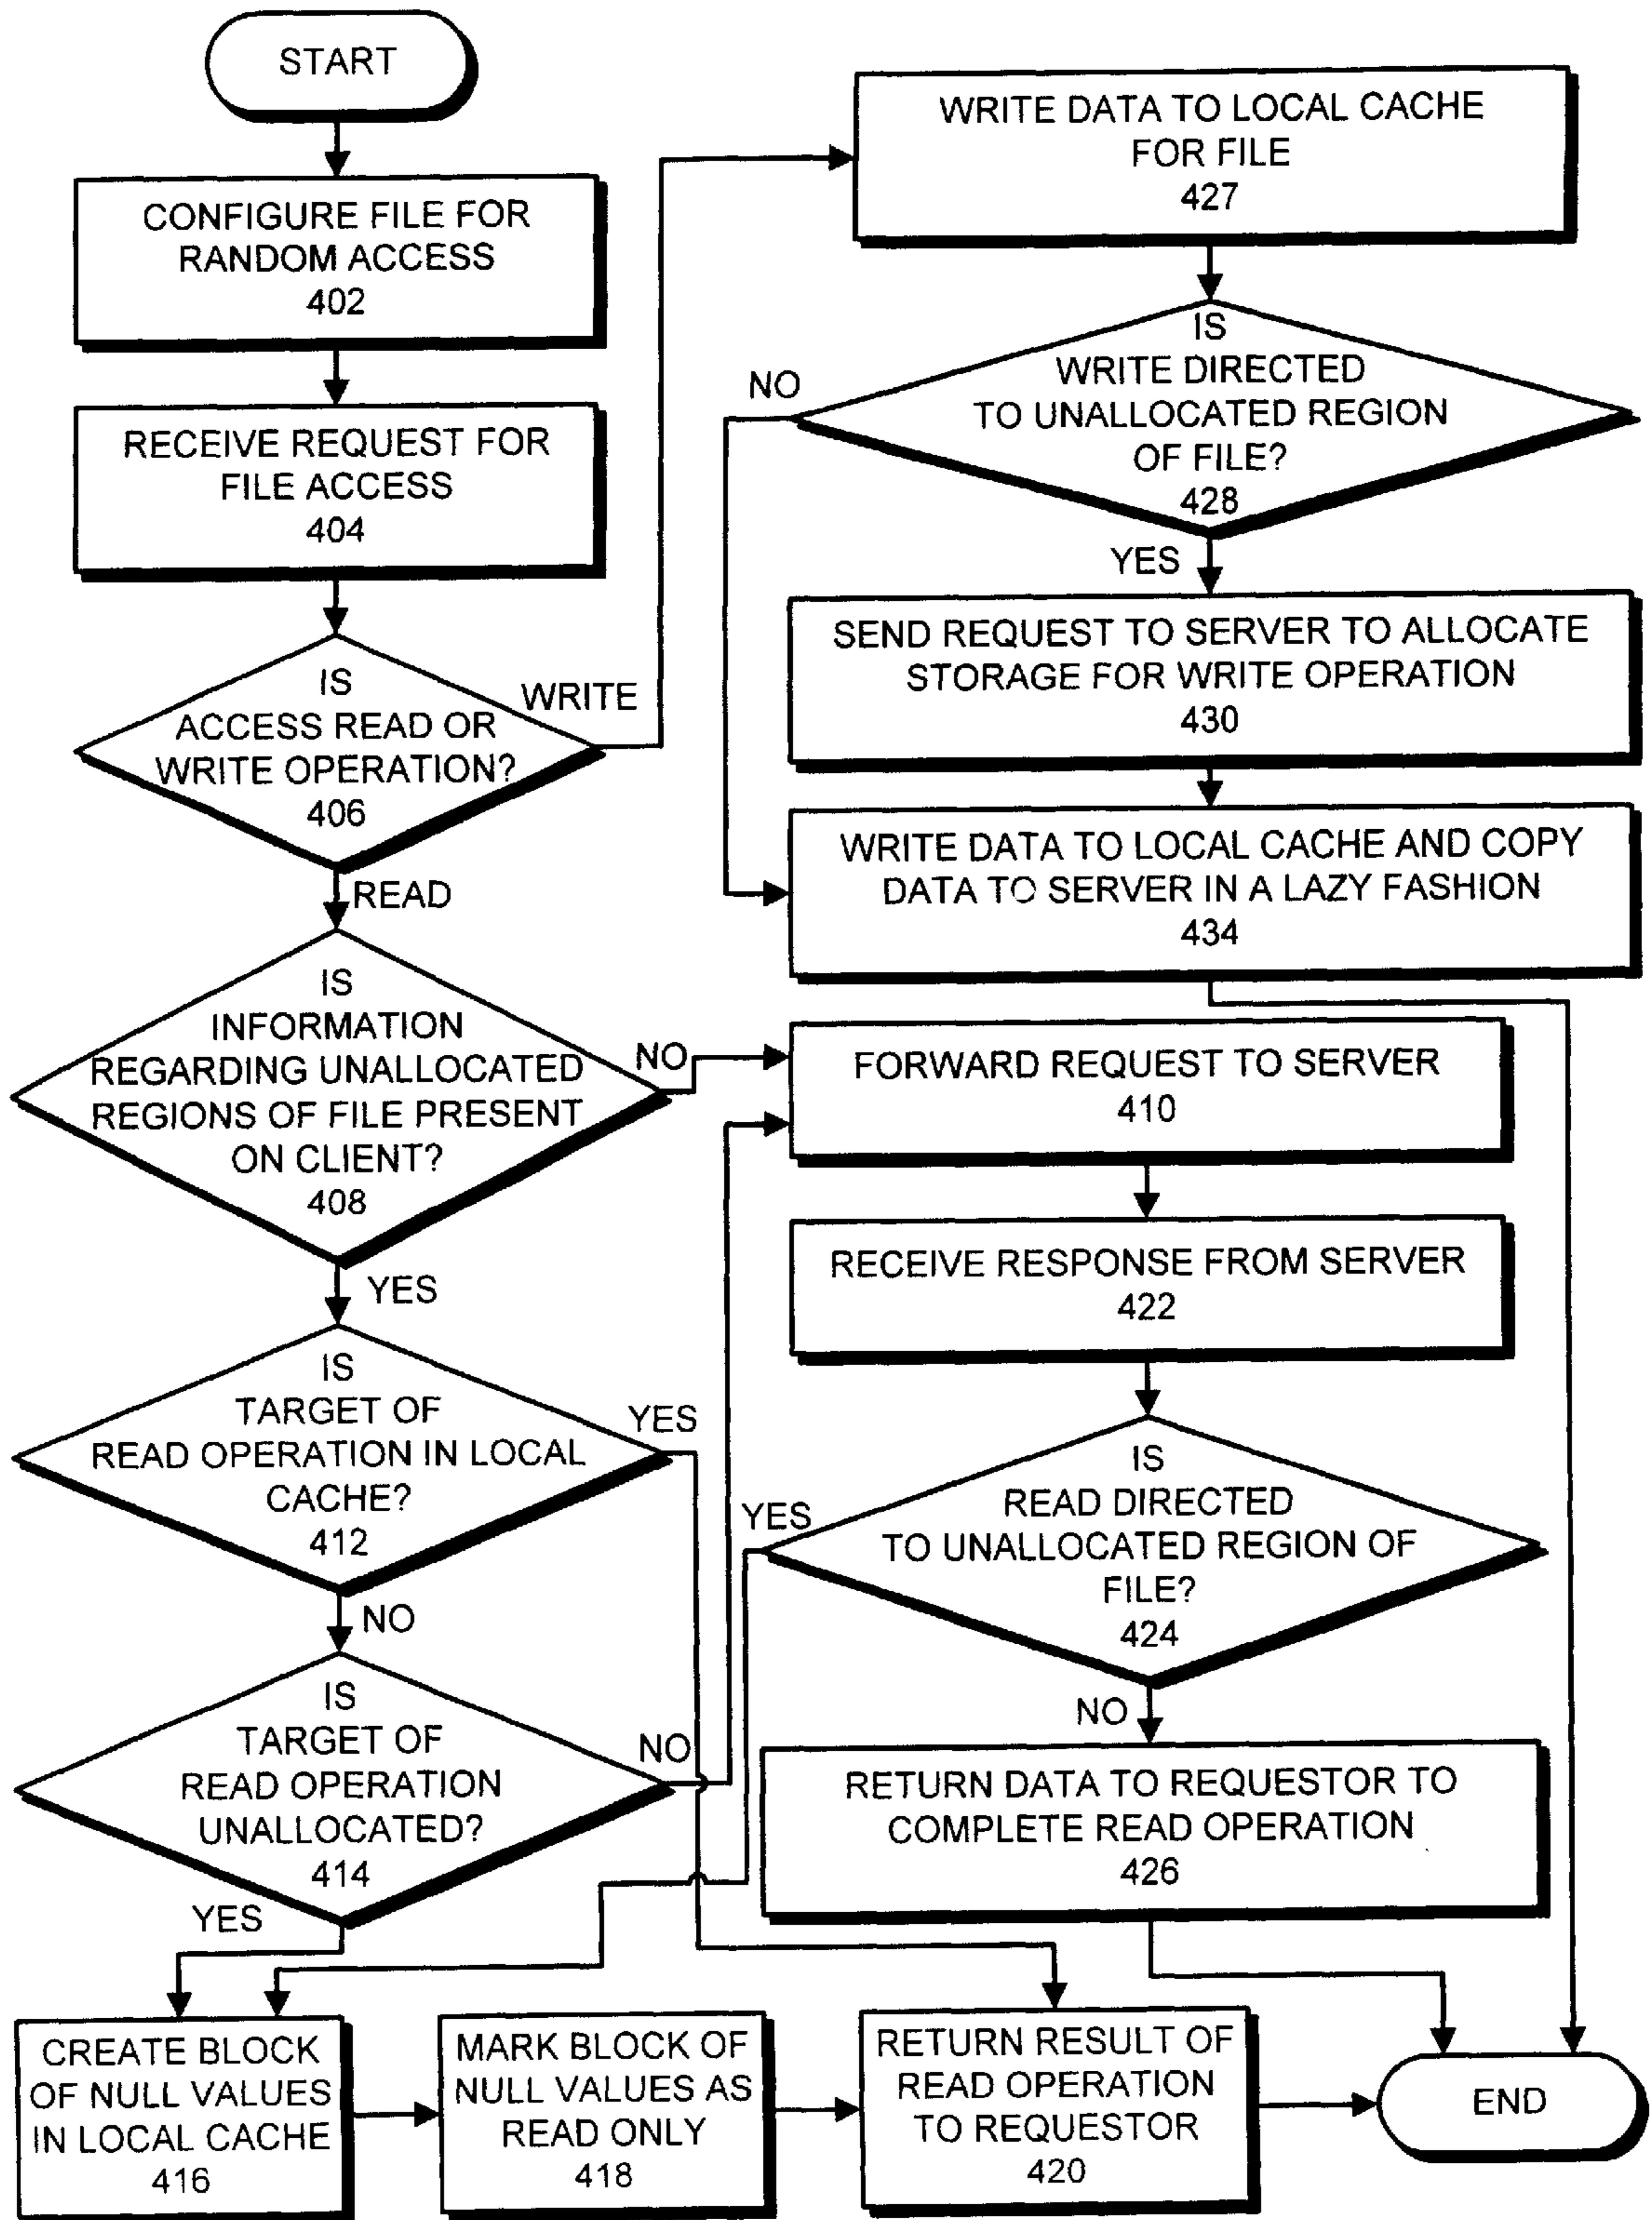 START
CONFIGURE FILE FOR
RANDOM ACCESS
402
RECEIVE REQUEST FOR
FILE ACCESS
404
IS
ACCESS READ OR
WRITE OPERATION?
406
WRITE
READ
IS
INFORMATION
REGARDING UNALLOCATED
REGIONS OF FILE PRESENT
ON CLIENT?
408
NO
YES
IS
TARGET OF
READ OPERATION IN LOCAL
CACHE?
412
YES
NO
IS
TARGET OF
READ OPERATION
UNALLOCATED?
414
NO
YES
WRITE DATA TO LOCAL CACHE
FOR FILE
427
IS
WRITE DIRECTED
TO UNALLOCATED REGION
OF FILE?
428
NO
YES
SEND REQUEST TO SERVER TO ALLOCATE
STORAGE FOR WRITE OPERATION
430
WRITE DATA TO LOCAL CACHE AND COPY
DATA TO SERVER IN A LAZY FASHION
434
FORWARD REQUEST TO SERVER
410
RECEIVE RESPONSE FROM SERVER
422
IS
READ DIRECTED
TO UNALLOCATED REGION OF
FILE?
424
YES
NO
RETURN DATA TO REQUESTOR TO
COMPLETE READ OPERATION
426
CREATE BLOCK
OF NULL VALUES
IN LOCAL CACHE
416
MARK BLOCK OF
NULL VALUES AS
READ ONLY
418
RETURN RESULT OF
READ OPERATION
TO REQUESTOR
420
END